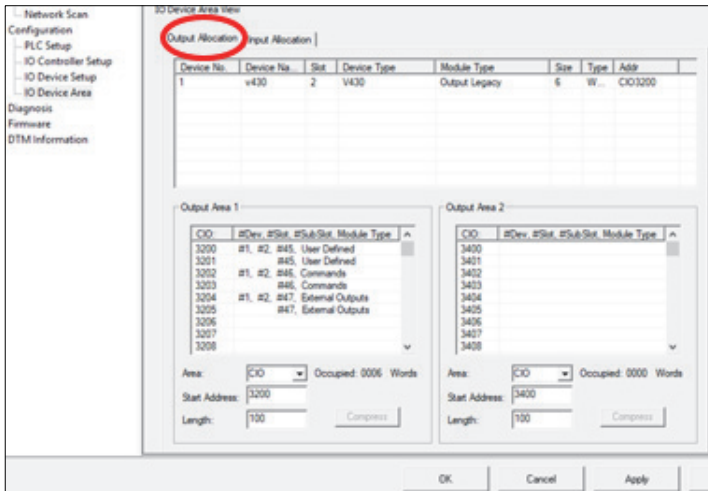 Network Scan
IO Device Area View
Configuration
PLC Setup
IO Controller Setup
IO Device Setup
IO Device Area
Diagnosis
Firmware
DTM Information
Output Allocation Input Allocation
Device No. Device Na... Slot Device Type Module Type Size Type Addr
1 v430 2 V430 Output Legacy 6 W... CIO3200
Output Area 1
CIO: #Dev, #Slot, #SubSlot, Module Type
3200 #1, #2, #45, User Defined
3201 #45, User Defined
3202 #1, #2, #46, Commands
3203 #46, Commands
3204 #1, #2, #47, External Outputs
3205 #47, External Outputs
3206
3207
3208
Area: CIO Occupied: 0006 Words
Start Address: 3200
Length: 100 Compress
Output Area 2
CIO: #Dev, #Slot, #SubSlot, Module Type
3400
3401
3402
3403
3404
3405
3406
3407
3408
Area: CIO Occupied: 0000 Words
Start Address: 3400
Length: 100 Compress
OK Cancel Apply